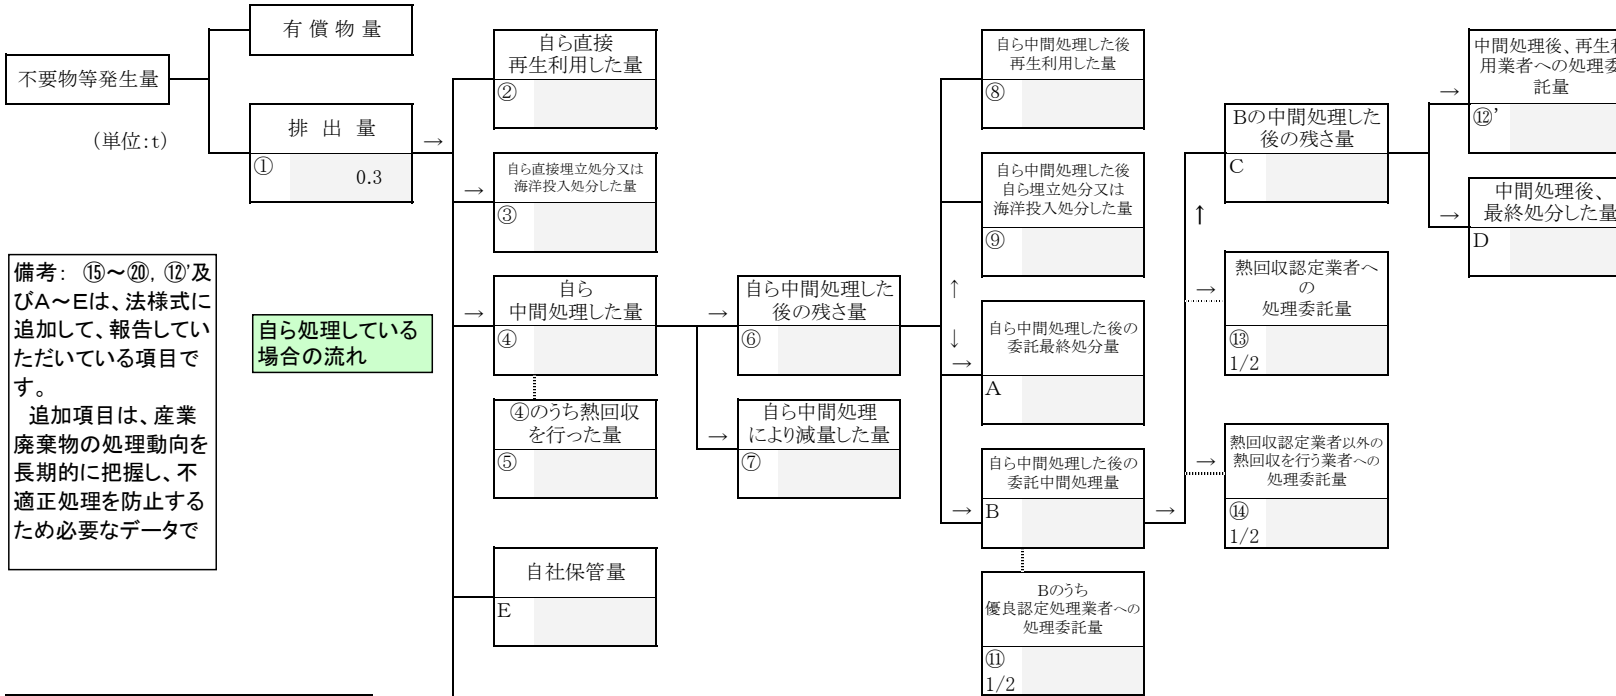 有 償 物 量
不要物等発生量
(単位:t)
排 出 量
→
①
0.3
備考: ⑮～⑳, ⑫'及
びA～Eは、法様式に
追加して、報告してい
ただいている項目で
す。
追加項目は、産業
廃棄物の処理動向を
長期的に把握し、不
適正処理を防止する
ため必要なデータで
自ら処理している
場合の流れ
自ら直接
再生利用した量
②
→
自ら直接埋立処分又は
海洋投入処分した量
③
→
自ら
中間処理した量
④
④のうち熱回収
を行った量
⑤
自社保管量
E
→
自ら中間処理した
後の残さ量
⑥
→
自ら中間処理
により減量した量
⑦
自ら中間処理した後
再生利用した量
⑧
自ら中間処理した後
自ら埋立処分又は
海洋投入処分した量
⑨
↑
↓
→
自ら中間処理した後の
委託最終処分量
A
自ら中間処理した後の
委託中間処理量
→
B
→
Bのうち
優良認定処理業者への
処理委託量
⑪
1/2
Bの中間処理した
後の残さ量
C
↑
→
熱回収認定業者へ
の
処理委託量
⑬
1/2
→
熱回収認定業者以外の
熱回収を行う業者への
処理委託量
⑭
1/2
→
中間処理後、再生利
用業者への処理委
託量
⑫'
→
中間処理後、
最終処分した量
D